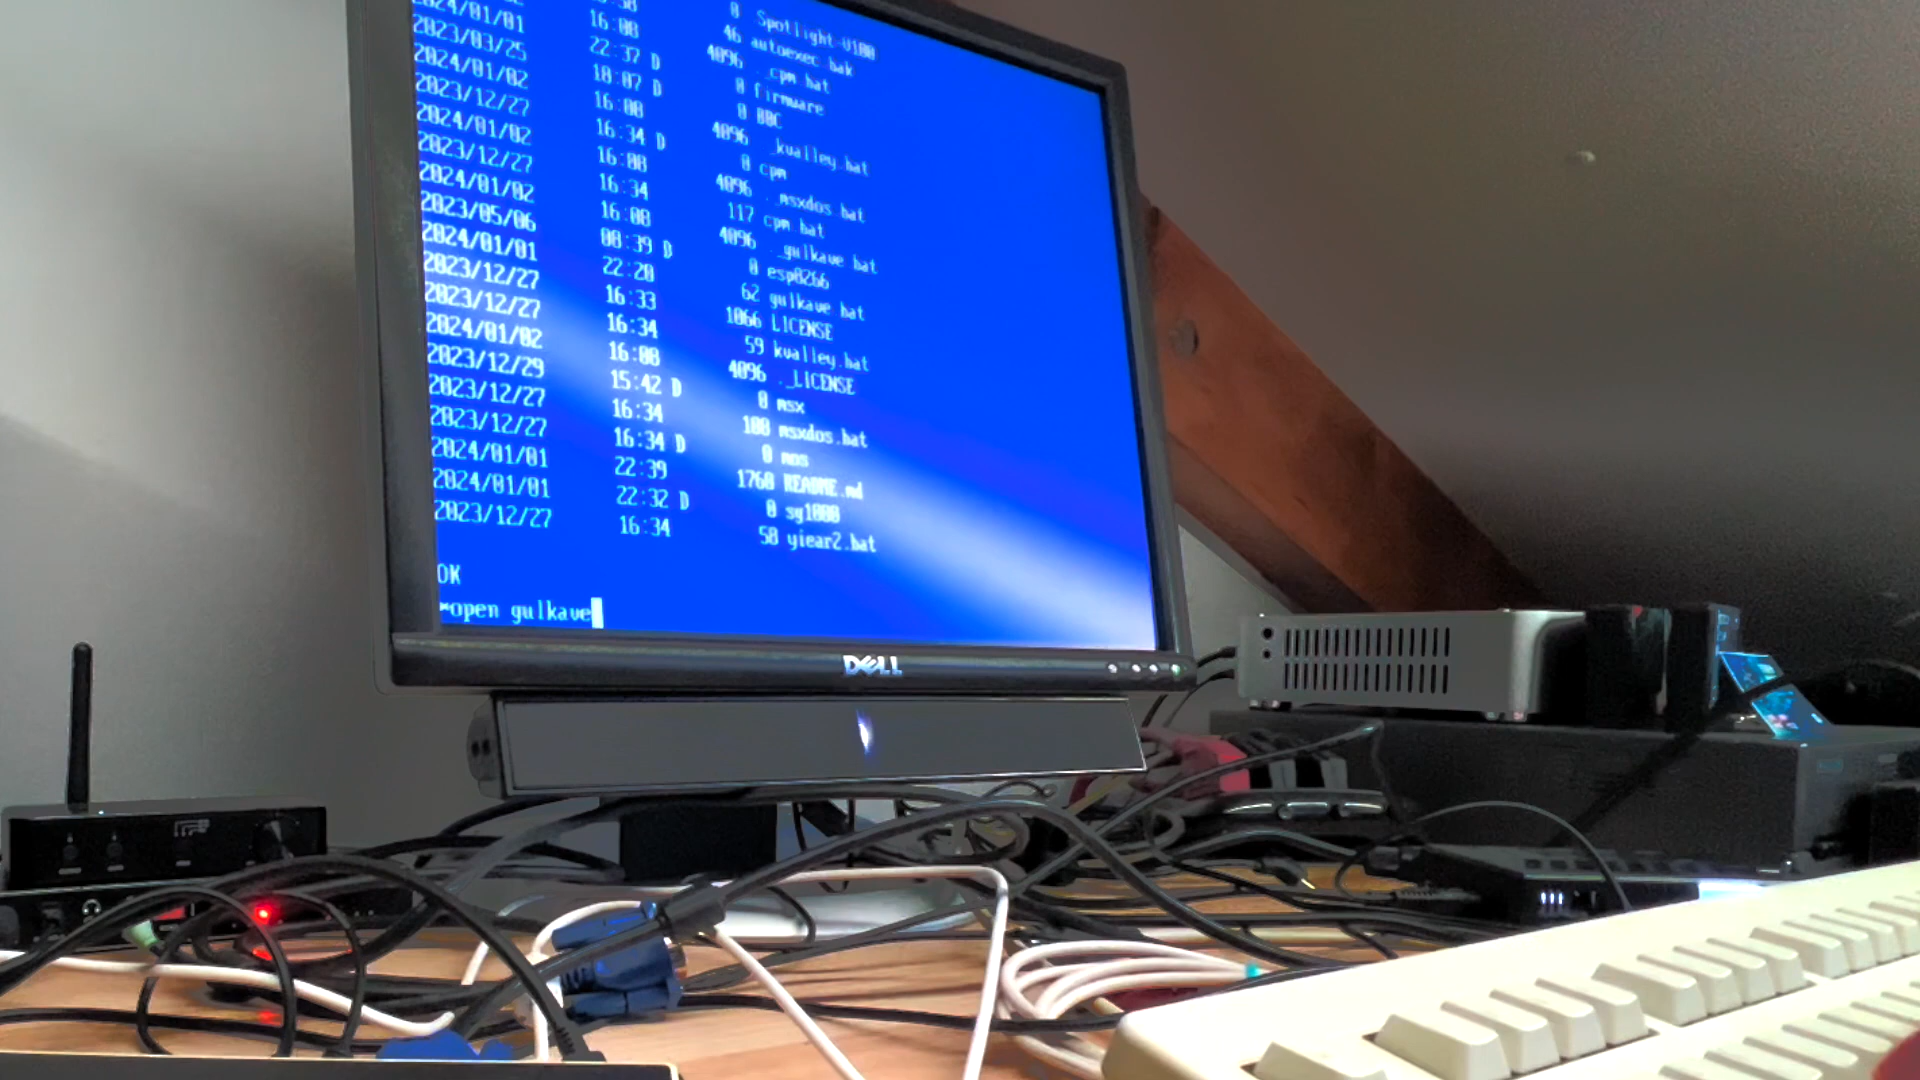 2024/01/01 16:08 0 .Spotlight-V100
2023/03/25 22:37 D 46 autoexec.bak
2024/01/02 18:07 D 4096 ._cpm.bat
2023/12/27 16:08 0 firmware
2024/01/02 16:34 D 0 BBC
2023/12/27 16:08 4096 ._kvalley.bat
2024/01/02 16:34 0 cpm
2023/05/06 16:08 4096 ._msxdos.bat
2024/01/01 08:39 D 117 cpm.bat
2023/12/27 22:20 4096 ._gulkave.bat
2023/12/27 16:33 0 esp8266
2024/01/02 16:34 62 gulkave.bat
2023/12/29 16:08 1066 LICENSE
2023/12/27 15:42 D 59 kvalley.bat
2023/12/27 16:34 4096 ._LICENSE
2024/01/01 16:34 D 0 msx
2024/01/01 22:39 100 msxdos.bat
2023/12/27 22:32 D 0 mos
16:34 1760 README.md
0 sg1000
58 yiear2.bat
OK
*open gulkave
DELL